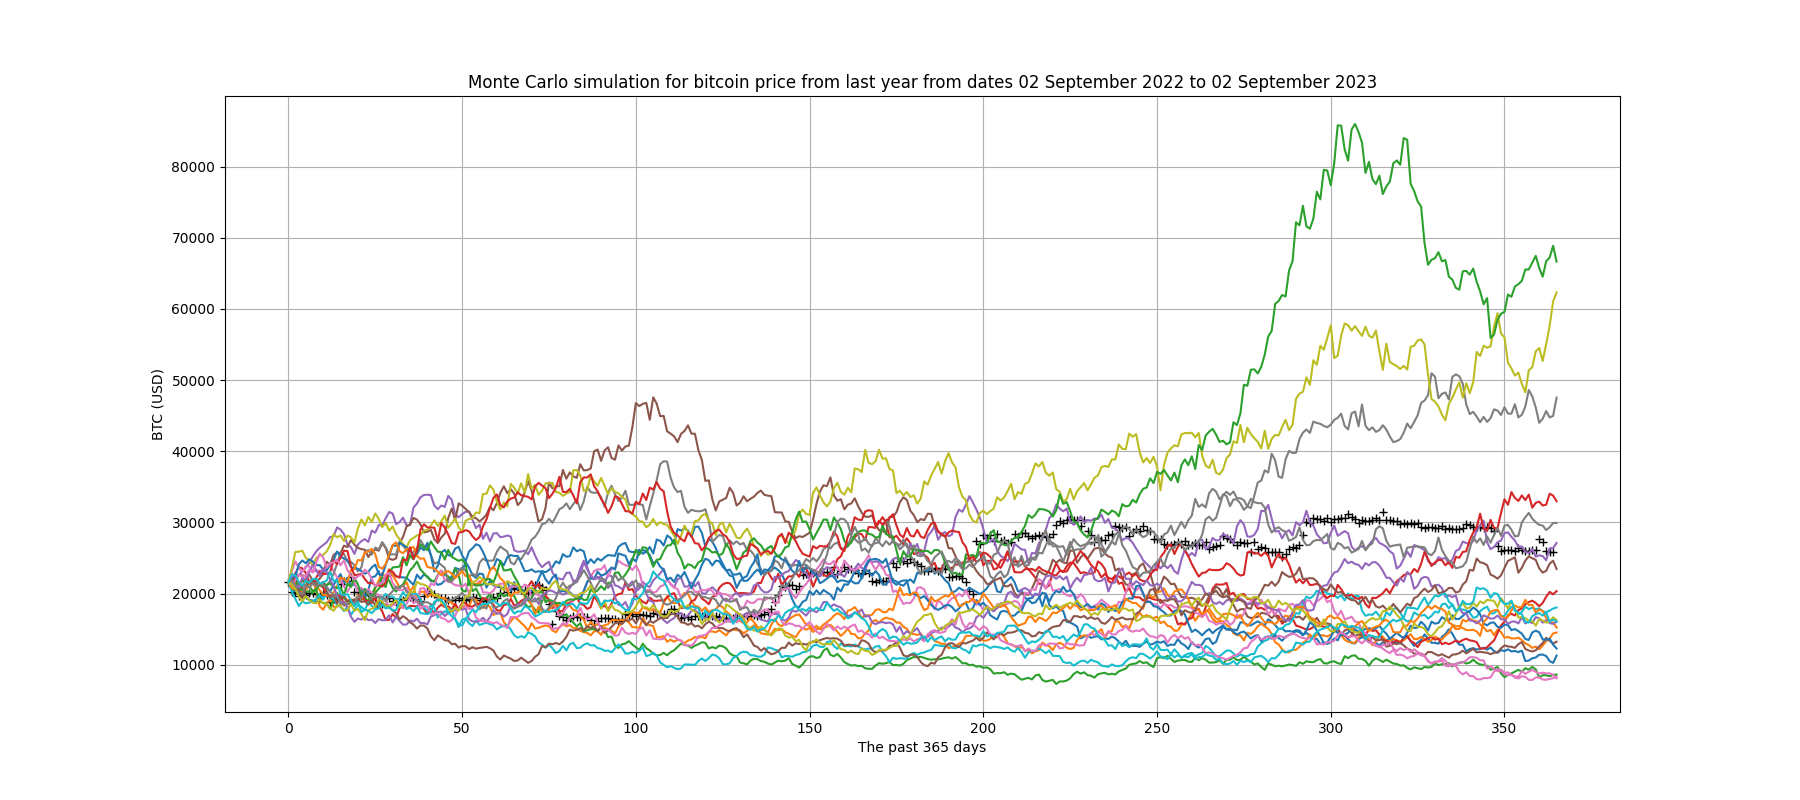 Monte Carlo simulation for bitcoin price from last year from dates 02 September 2022 to 02 September 2023
80000
70000
60000
50000
40000
30000
20000
10000
BTC (USD)
0 50 100 150 200 250 300 350
The past 365 days